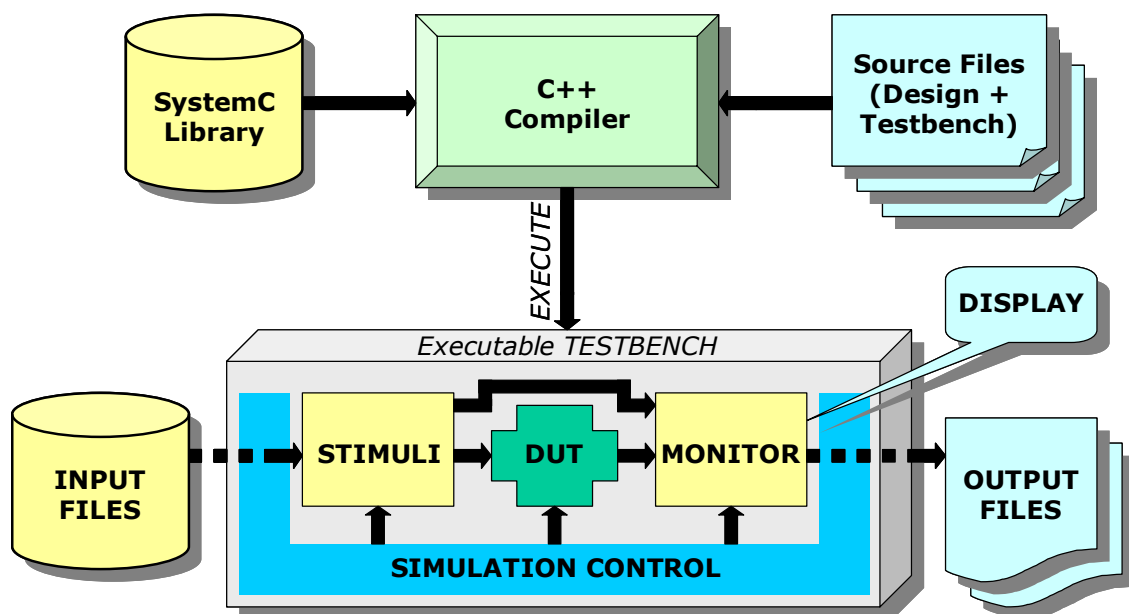 SystemC
Library
C++
Compiler
Source Files
(Design +
Testbench)
EXECUTE
DISPLAY
Executable TESTBENCH
INPUT
FILES
STIMULI
DUT
MONITOR
OUTPUT
FILES
SIMULATION CONTROL